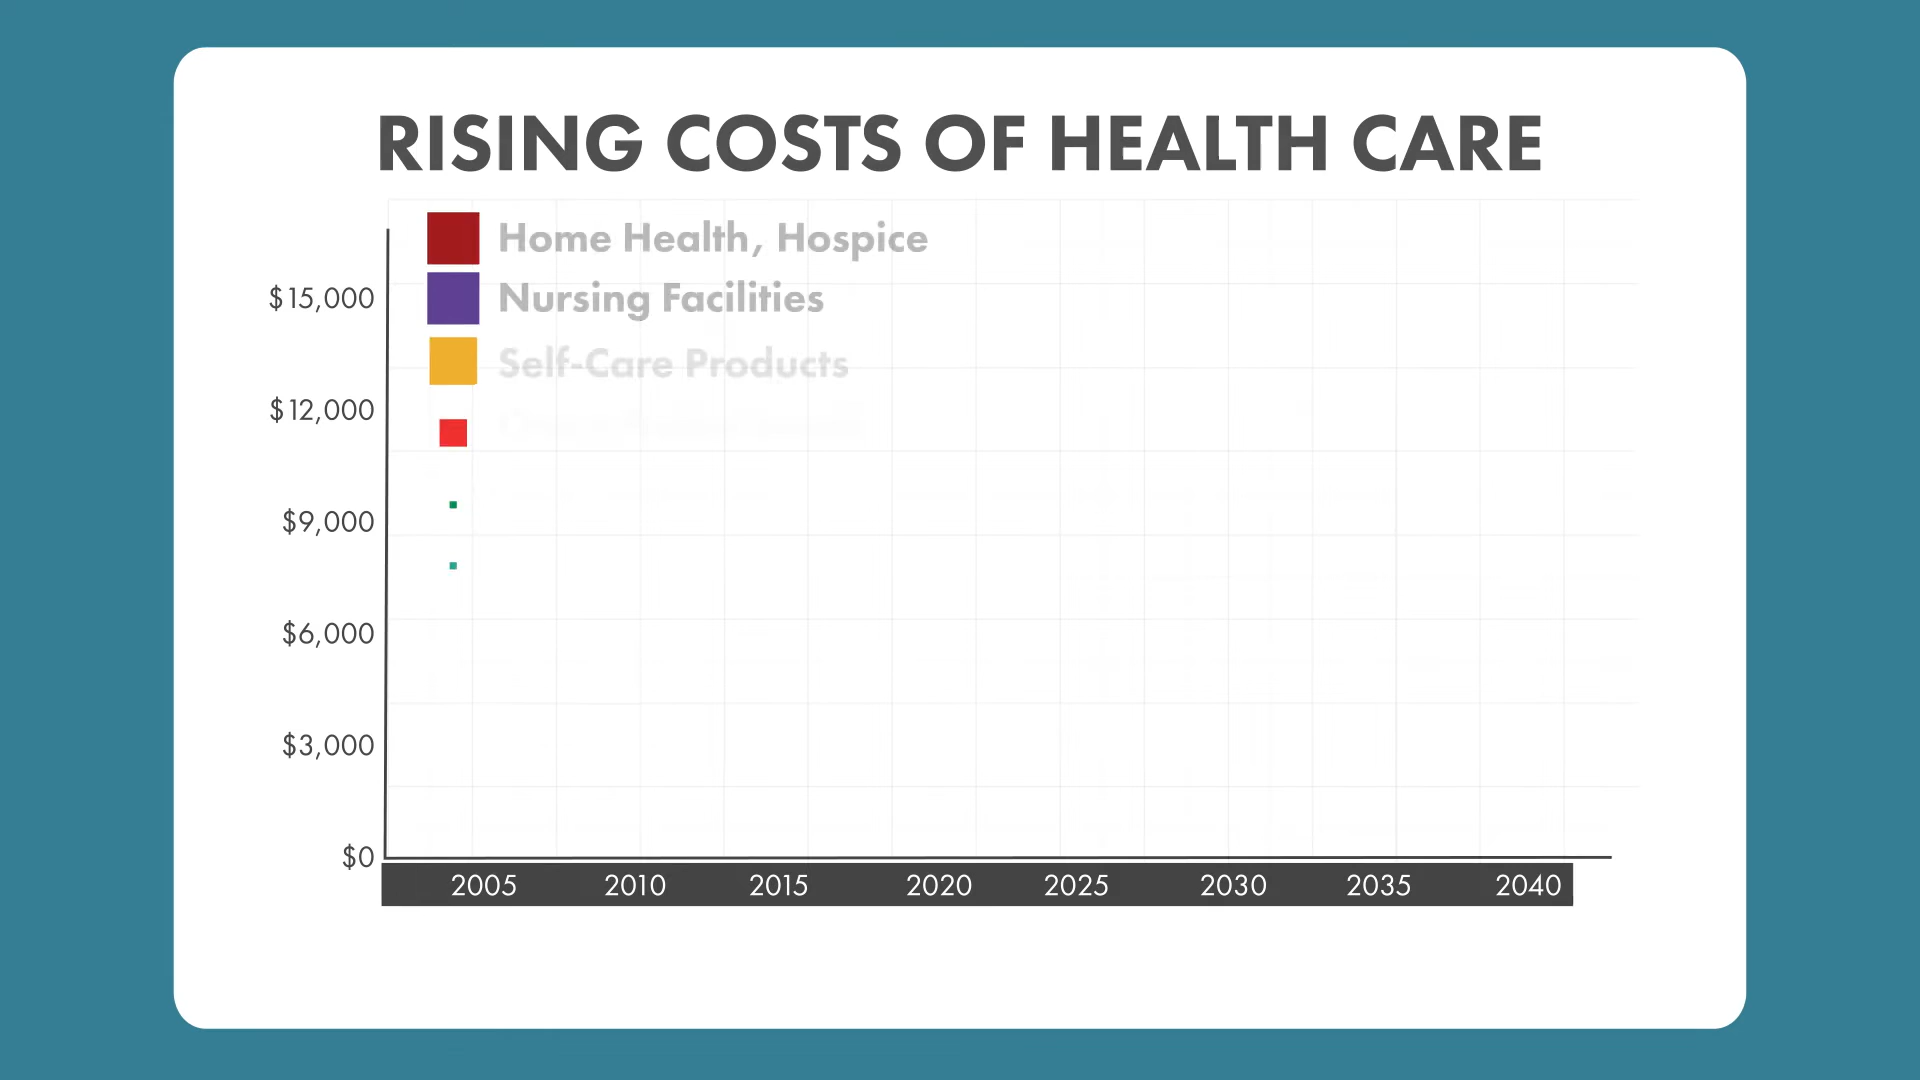 RISING COSTS OF HEALTH CARE
Home Health, Hospice
Nursing Facilities
Self-Care Products
$15,000
$12,000
$9,000
$6,000
$3,000
$0
2005 2010 2015 2020 2025 2030 2035 2040